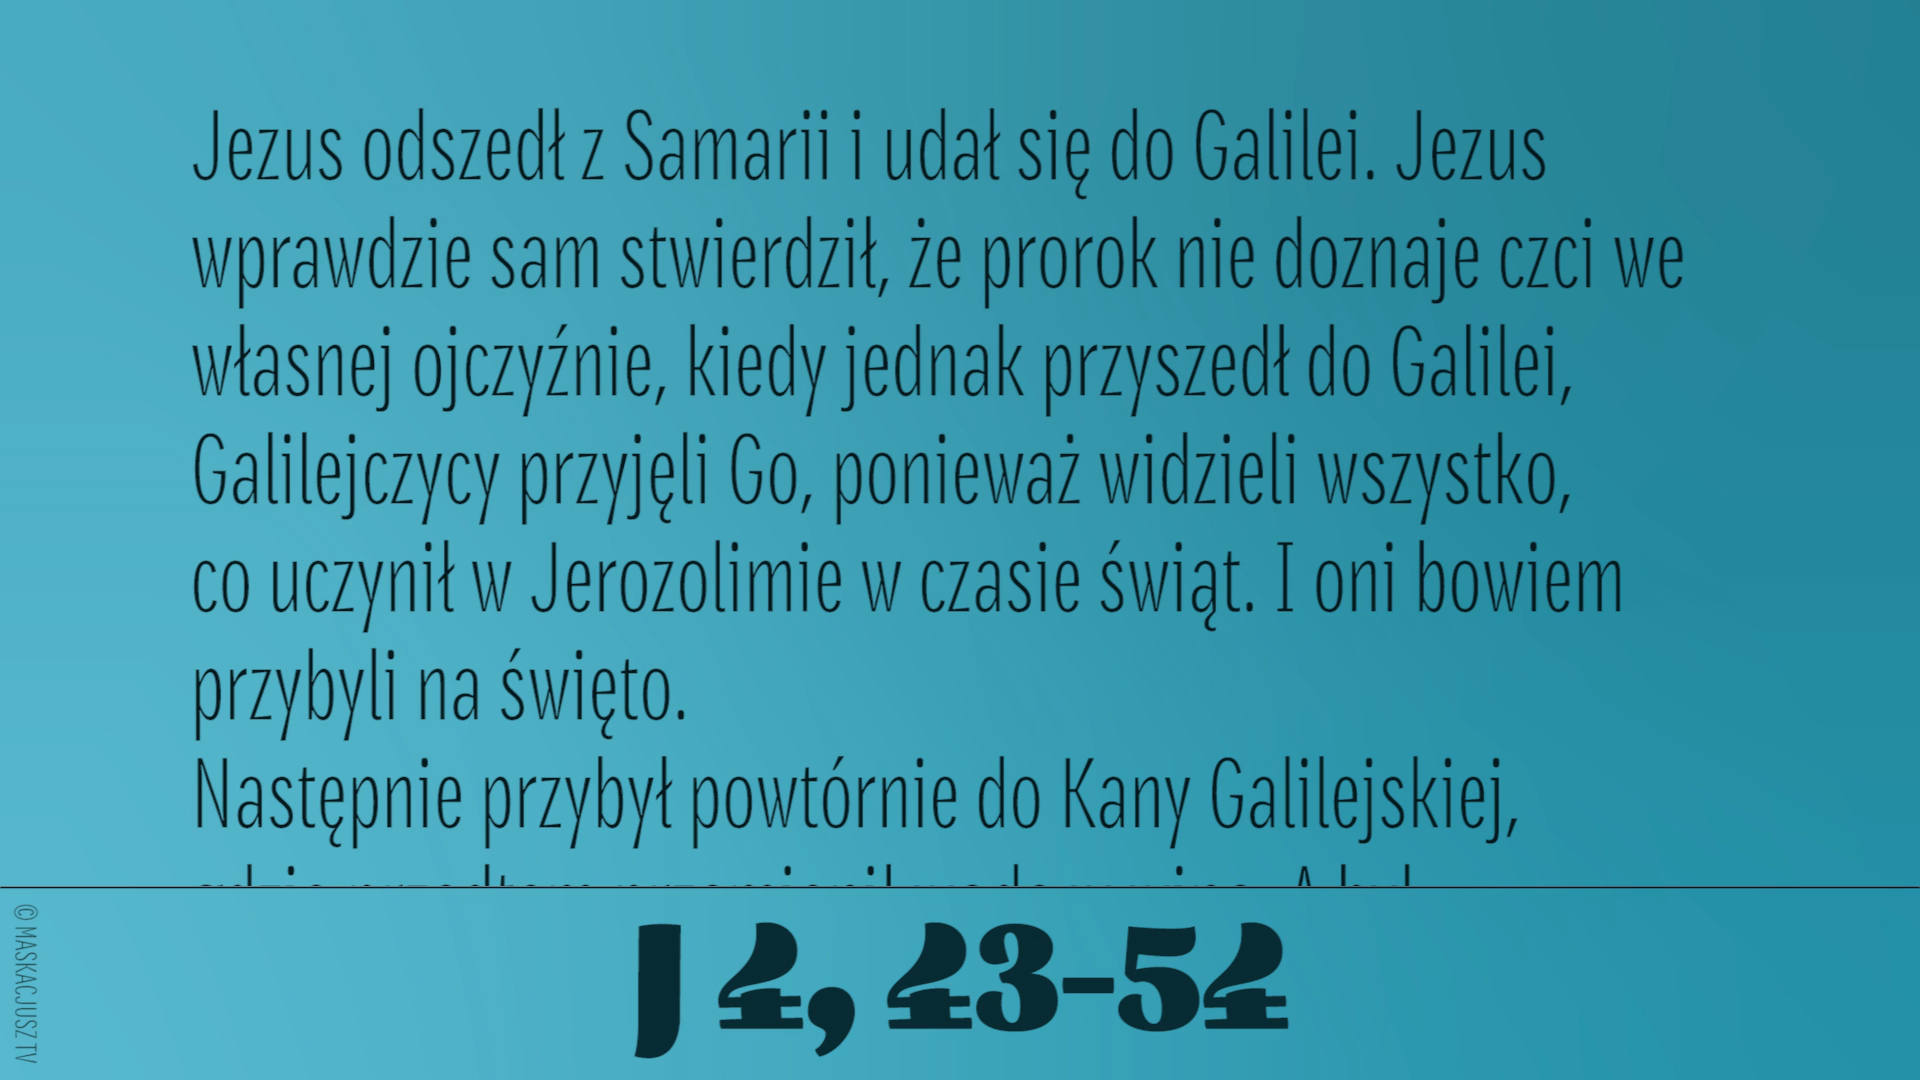 Jezus odszedł z Samarii i udał się do Galilei. Jezus
wprawdzie sam stwierdził, że prorok nie doznaje czci we
własnej ojczyźnie, kiedy jednak przyszedł do Galilei,
Galilejczycy przyjęli Go, ponieważ widzieli wszystko,
co uczynił w Jerozolimie w czasie świąt. I oni bowiem
przybyli na święto.
Następnie przybył powtórnie do Kany Galilejskiej,
J 4, 43-54
© MASKACJUSZ TV